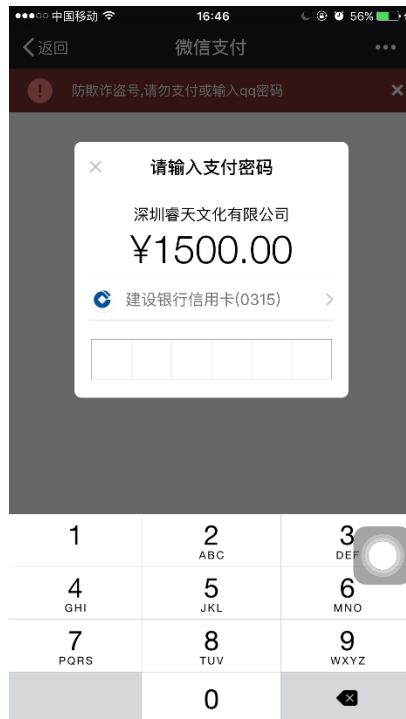 中国移动 16:46 56%
返回 微信支付
防欺诈盗号,请勿支付或输入qq密码
请输入支付密码
深圳睿天文化有限公司
¥1500.00
建设银行信用卡(0315)
1 2 3
ABC DEF
4 5 6
GHI JKL MNO
7 8 9
PQRS TUV WXYZ
0